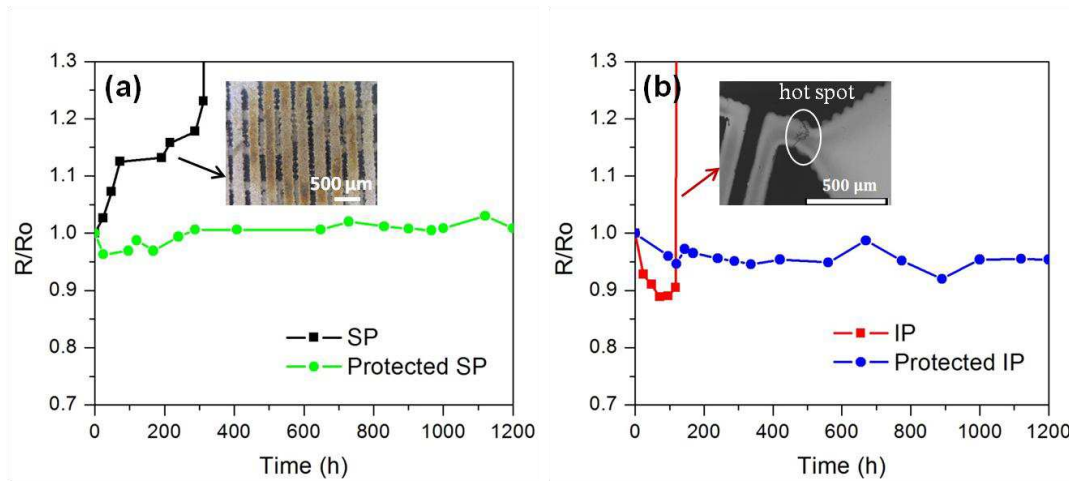 (a)
1.3
1.2
1.1
1.0
0.9
0.8
0.7
R/Ro
500 μm
SP
Protected SP
0 200 400 600 800 1000 1200
Time (h)
(b)
1.3
1.2
1.1
1.0
0.9
0.8
0.7
R/Ro
hot spot
500 μm
IP
Protected IP
0 200 400 600 800 1000 1200
Time (h)